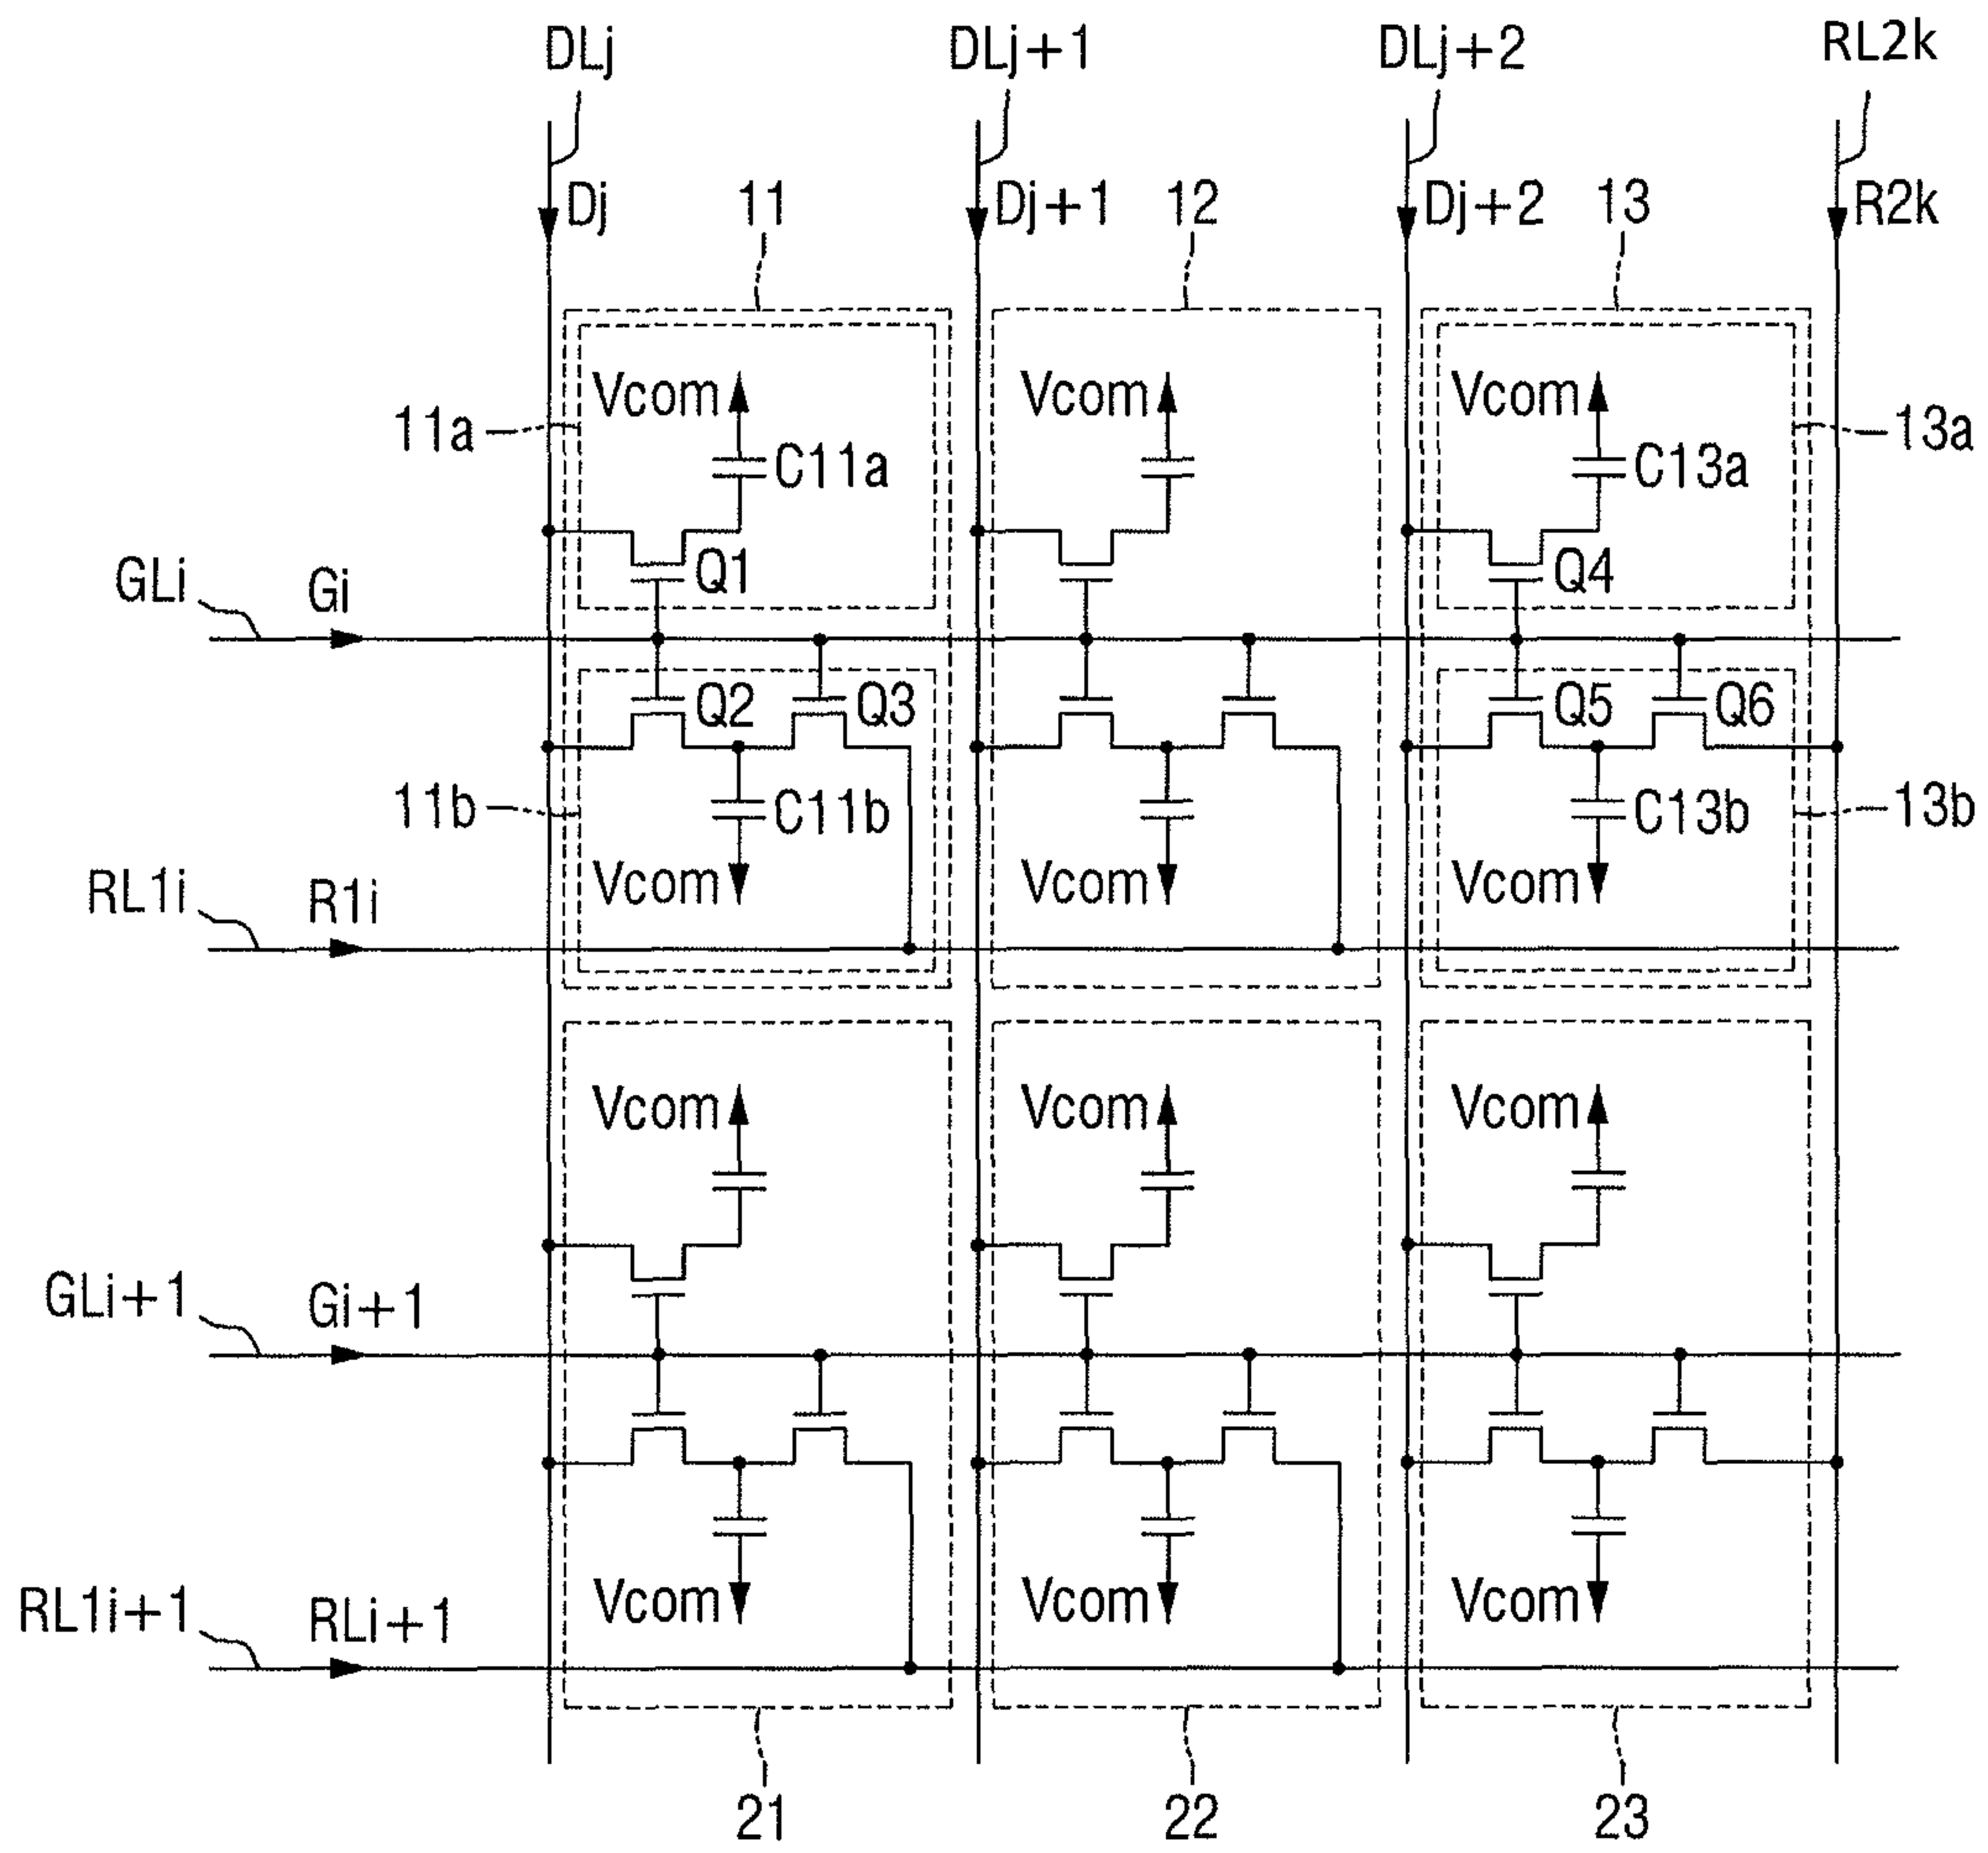 DLj DLj+1 DLj+2 RL2k
Dj 11 Dj+1 12 Dj+2 13 R2k
Vcom Vcom Vcom
11a 13a
C11a C13a
Q1 Q4
GLi Gi
Q2 Q3 Q5 Q6
11b C11b C13b 13b
Vcom Vcom Vcom
RL1i R1i
Vcom Vcom Vcom
GLi+1 Gi+1
Vcom Vcom Vcom
RL1i+1 RLi+1
21 22 23